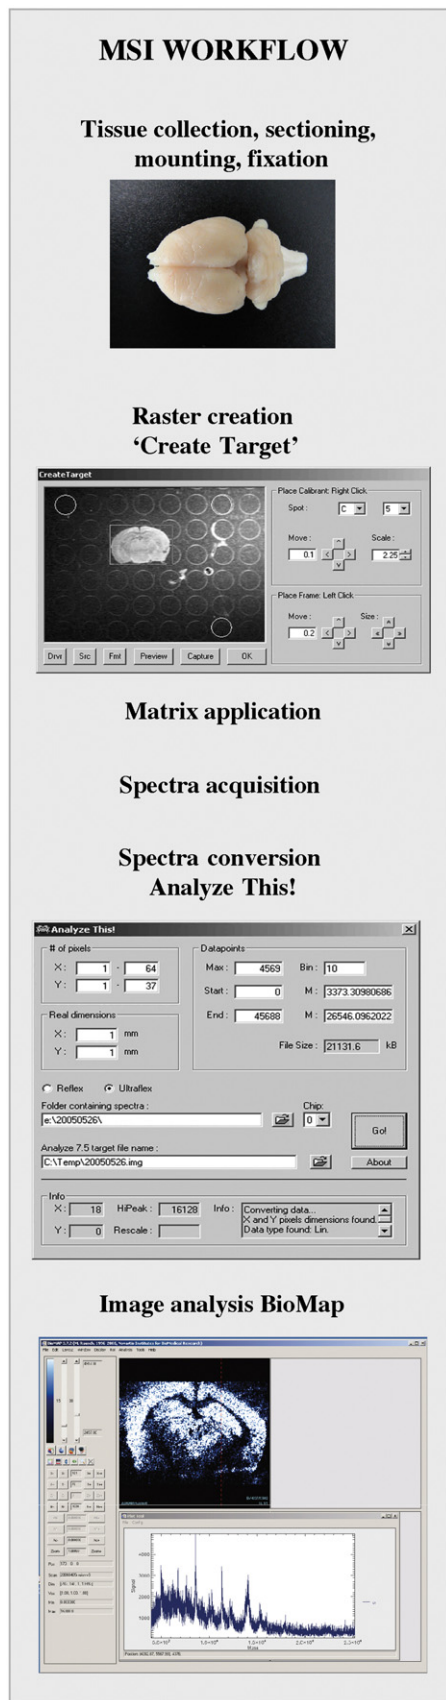 MSI WORKFLOW
Tissue collection, sectioning,
mounting, fixation
Raster creation
‘Create Target’
CreateTarget
Place Calibrant: Right Click
Spot : C 5
Move : Scale :
0.1 2.25
Place Frame: Left Click
Move : Size :
0.2
Drvr Src Fmt Preview Capture OK
Matrix application
Spectra acquisition
Spectra conversion
Analyze This!
Analyze This!
# of pixels
X : 1 - 64
Y : 1 - 37
Real dimensions
X : 1 mm
Y : 1 mm
Datapoints
Max : 4569 Bin : 10
Start : 0 M : 3373.30980686
End : 45688 M : 26546.0962022
File Size : 21131.6 kB
Reflex Ultraflex
Folder containing spectra : Chip:
e:\20050526\ 0
Go!
Analyze 7.5 target file name :
C:\Temp\20050526.img About
Info
X : 18 HiPeak : 16128 Info : Converting data...
X and Y pixels dimensions found.
Y : 0 Rescale : Data type found: Lin.
Image analysis BioMap
Signal
Mass